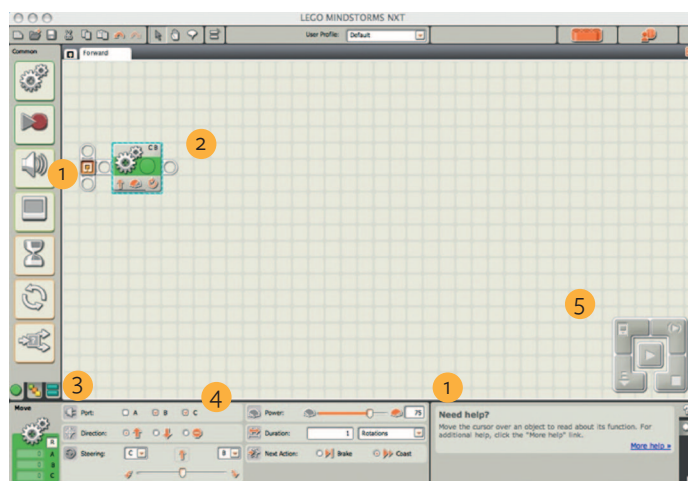 LEGO MINDSTORMS NXT
User Profile: Default
Common
Forward
C B
2
1
5
3
4
1
Move
A
B
C
Port: A B C
Direction:
Steering: C B
Power: 75
Duration: 1 Rotations
Next Action: Brake Coast
Need help?
Move the cursor over an object to read about its function. For
additional help, click the "More help" link.
More help »